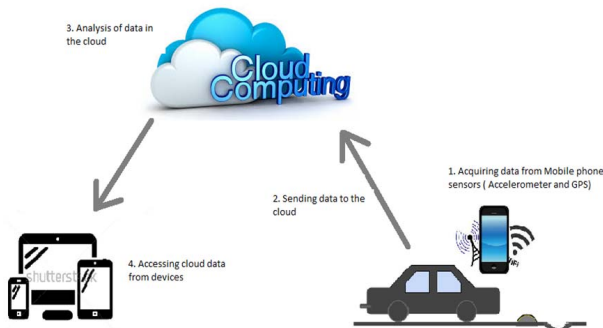 3. Analysis of data in
the cloud
Cloud
Computing
1. Acquiring data from Mobile phone
sensors ( Accelerometer and GPS)
2. Sending data to the
cloud
4. Accessing cloud data
from devices
shutterstock